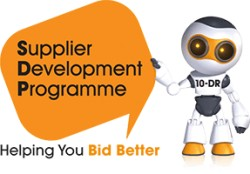 Supplier
Development
Programme
10-DR
Helping You Bid Better